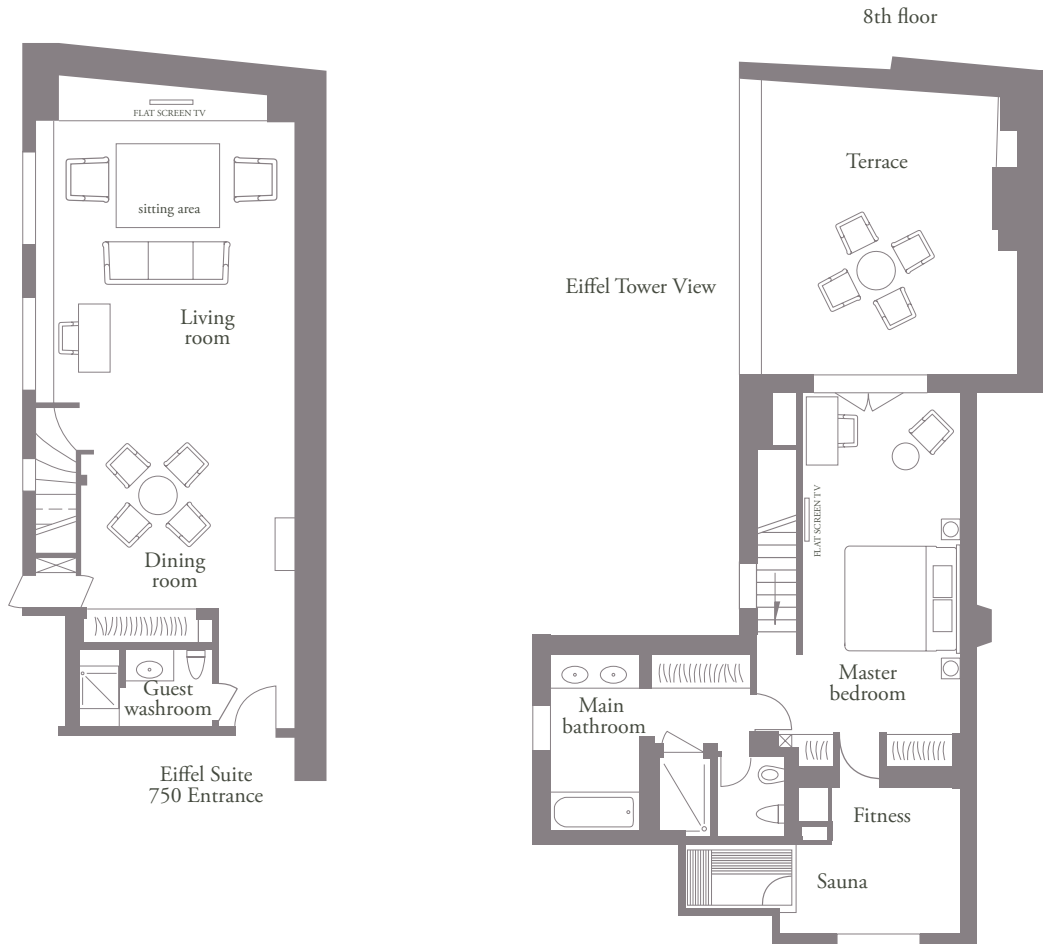 8th floor
FLAT SCREEN TV
sitting area
Living
room
Dining
room
Guest
washroom
Eiffel Suite
750 Entrance
Terrace
Eiffel Tower View
FLAT SCREEN TV
Master
bedroom
Main
bathroom
Fitness
Sauna